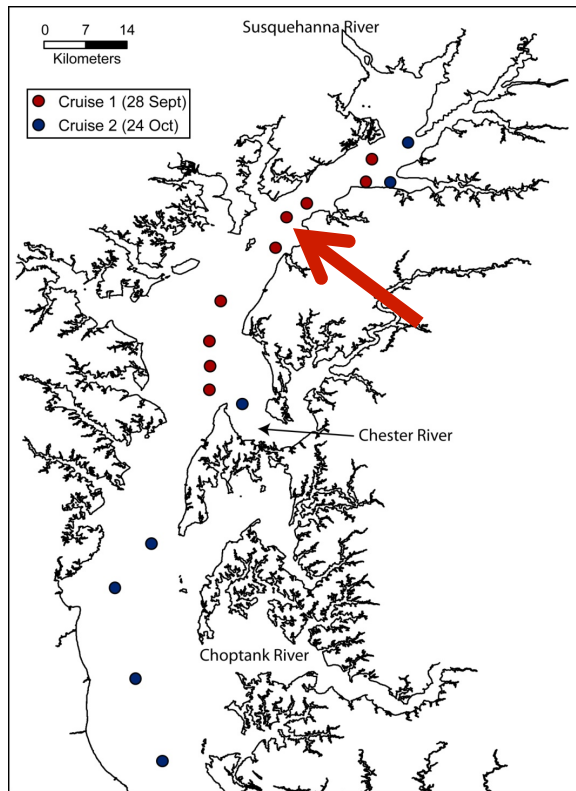 Susquehanna River
0 7 14
Kilometers
Cruise 1 (28 Sept)
Cruise 2 (24 Oct)
Chester River
Choptank River